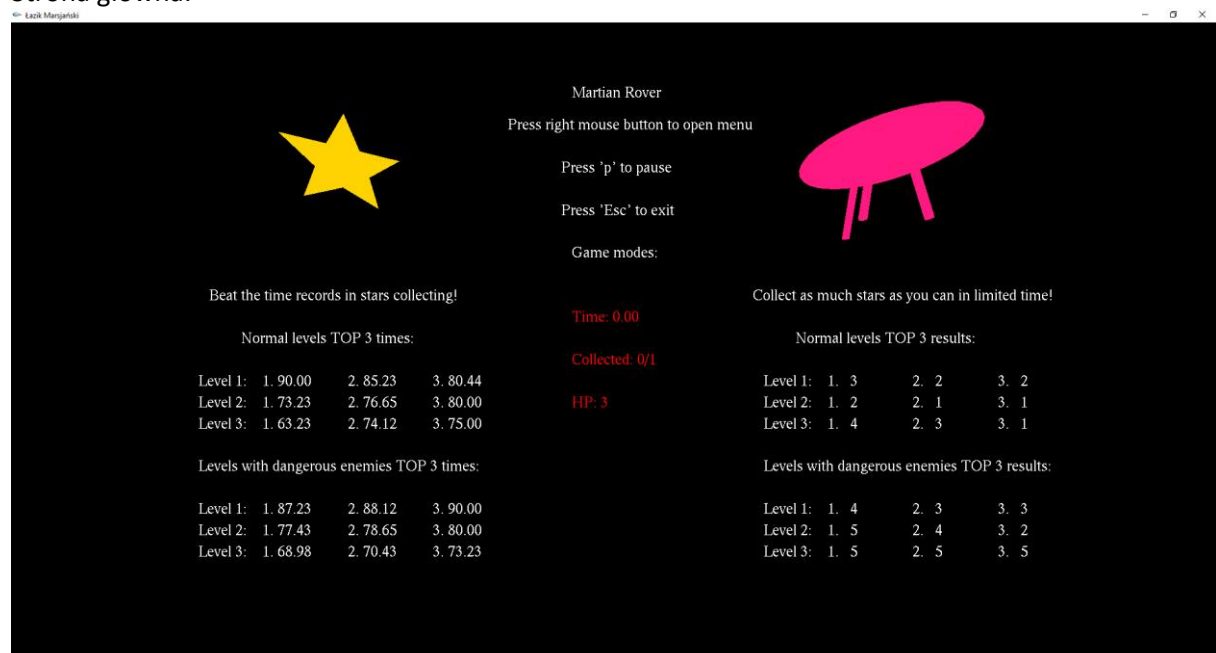 Strona główna:
Łazik Marsjański
Martian Rover
Press right mouse button to open menu
Press ’p’ to pause
Press ’Esc’ to exit
Game modes:
Beat the time records in stars collecting!
Normal levels TOP 3 times:
Level 1: 1. 90.00 2. 85.23 3. 80.44
Level 2: 1. 73.23 2. 76.65 3. 80.00
Level 3: 1. 63.23 2. 74.12 3. 75.00
Levels with dangerous enemies TOP 3 times:
Level 1: 1. 87.23 2. 88.12 3. 90.00
Level 2: 1. 77.43 2. 78.65 3. 80.00
Level 3: 1. 68.98 2. 70.43 3. 73.23
Time: 0.00
Collected: 0/1
HP: 3
Collect as much stars as you can in limited time!
Normal levels TOP 3 results:
Level 1: 1. 3 2. 2 3. 2
Level 2: 1. 2 2. 1 3. 1
Level 3: 1. 4 2. 3 3. 1
Levels with dangerous enemies TOP 3 results:
Level 1: 1. 4 2. 3 3. 3
Level 2: 1. 5 2. 4 3. 2
Level 3: 1. 5 2. 5 3. 5